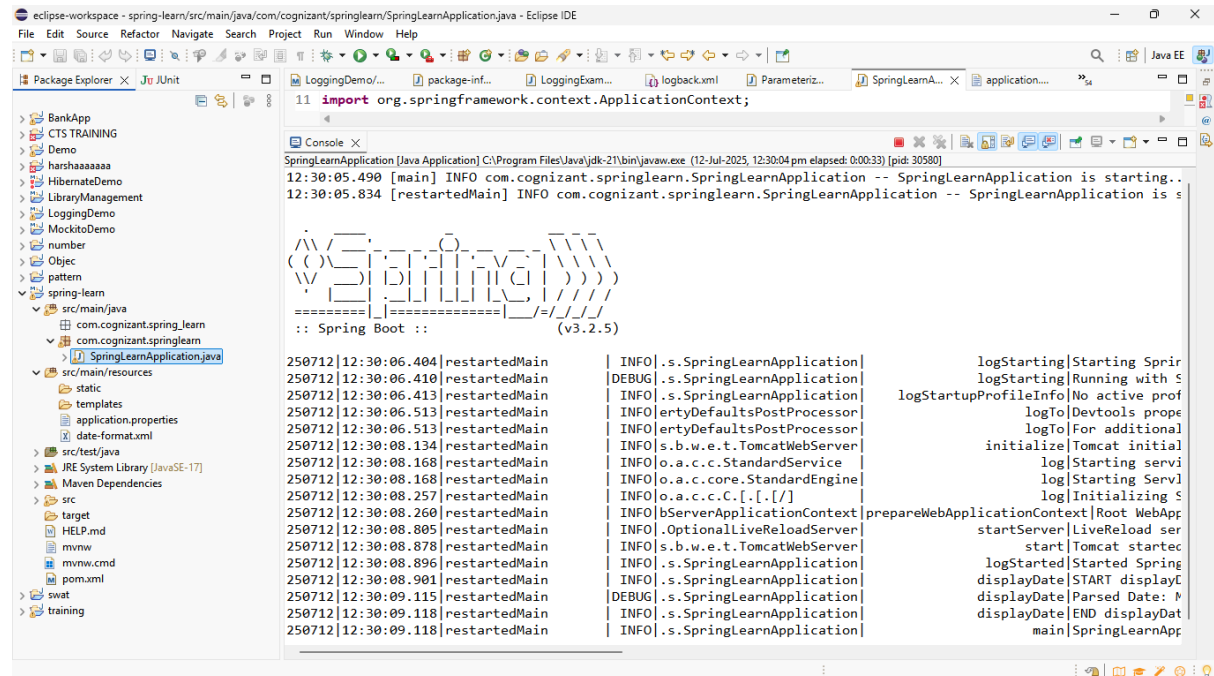 eclipse-workspace - spring-learn/src/main/java/com/cognizant/springlearn/SpringLearnApplication.java - Eclipse IDE
File Edit Source Refactor Navigate Search Project Run Window Help
Java EE
Package Explorer
JUnit
BankApp
CTS TRAINING
Demo
harshaaaaaa
HibernateDemo
LibraryManagement
LoggingDemo
MockitoDemo
number
Objec
pattern
spring-learn
src/main/java
com.cognizant.spring_learn
com.cognizant.springlearn
SpringLearnApplication.java
src/main/resources
static
templates
application.properties
date-format.xml
src/test/java
JRE System Library [JavaSE-17]
Maven Dependencies
src
target
HELP.md
mvnw
mvnw.cmd
pom.xml
swat
training
LoggingDemo/... package-inf... LoggingExam... logback.xml Parameteriz... SpringLearnA... application.... »54
11 import org.springframework.context.ApplicationContext;
Console
SpringLearnApplication [Java Application] C:\Program Files\Java\jdk-21\bin\javaw.exe (12-Jul-2025, 12:30:04 pm elapsed: 0:00:33) [pid: 30580]
12:30:05.490 [main] INFO com.cognizant.springlearn.SpringLearnApplication -- SpringLearnApplication is starting..
12:30:05.834 [restartedMain] INFO com.cognizant.springlearn.SpringLearnApplication -- SpringLearnApplication is s
Spring
:: Spring Boot :: (v3.2.5)
250712|12:30:06.404|restartedMain | INFO|.s.SpringLearnApplication| logStarting|Starting Sprin
250712|12:30:06.410|restartedMain |DEBUG|.s.SpringLearnApplication| logStarting|Running with S
250712|12:30:06.413|restartedMain | INFO|.s.SpringLearnApplication| logStartupProfileInfo|No active prof
250712|12:30:06.513|restartedMain | INFO|ertyDefaultsPostProcessor| logTo|Devtools prope
250712|12:30:06.513|restartedMain | INFO|ertyDefaultsPostProcessor| logTo|For additional
250712|12:30:08.134|restartedMain | INFO|s.b.w.e.t.TomcatWebServer| initialize|Tomcat initial
250712|12:30:08.168|restartedMain | INFO|o.a.c.c.StandardService | log|Starting servi
250712|12:30:08.168|restartedMain | INFO|o.a.c.core.StandardEngine| log|Starting Servl
250712|12:30:08.257|restartedMain | INFO|o.a.c.c.C.[.[.[/] | log|Initializing S
250712|12:30:08.260|restartedMain | INFO|bServerApplicationContext|prepareWebApplicationContext|Root WebApp
250712|12:30:08.805|restartedMain | INFO|.OptionalLiveReloadServer| startServer|LiveReload ser
250712|12:30:08.878|restartedMain | INFO|s.b.w.e.t.TomcatWebServer| start|Tomcat started
250712|12:30:08.896|restartedMain | INFO|.s.SpringLearnApplication| logStarted|Started Spring
250712|12:30:08.901|restartedMain | INFO|.s.SpringLearnApplication| displayDate|START displayD
250712|12:30:09.115|restartedMain |DEBUG|.s.SpringLearnApplication| displayDate|Parsed Date: M
250712|12:30:09.118|restartedMain | INFO|.s.SpringLearnApplication| displayDate|END displayDat
250712|12:30:09.118|restartedMain | INFO|.s.SpringLearnApplication| main|SpringLearnApp